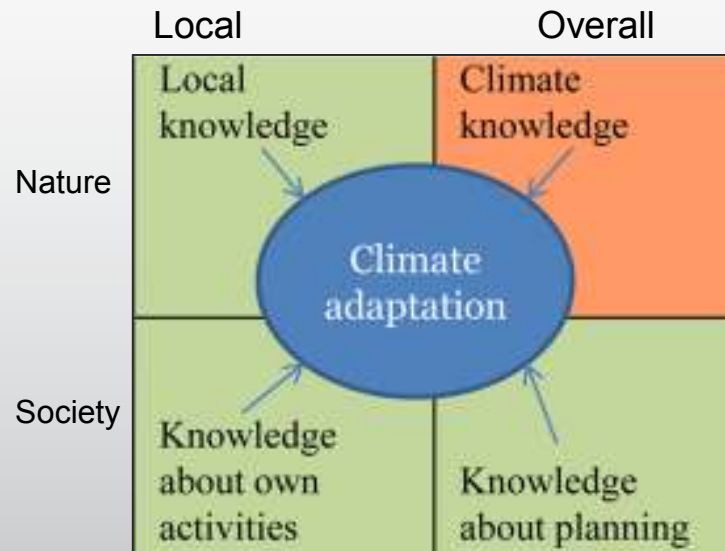 Local Overall
Local
knowledge
Climate
knowledge
Nature
Climate
adaptation
Society
Knowledge
about own
activities
Knowledge
about planning